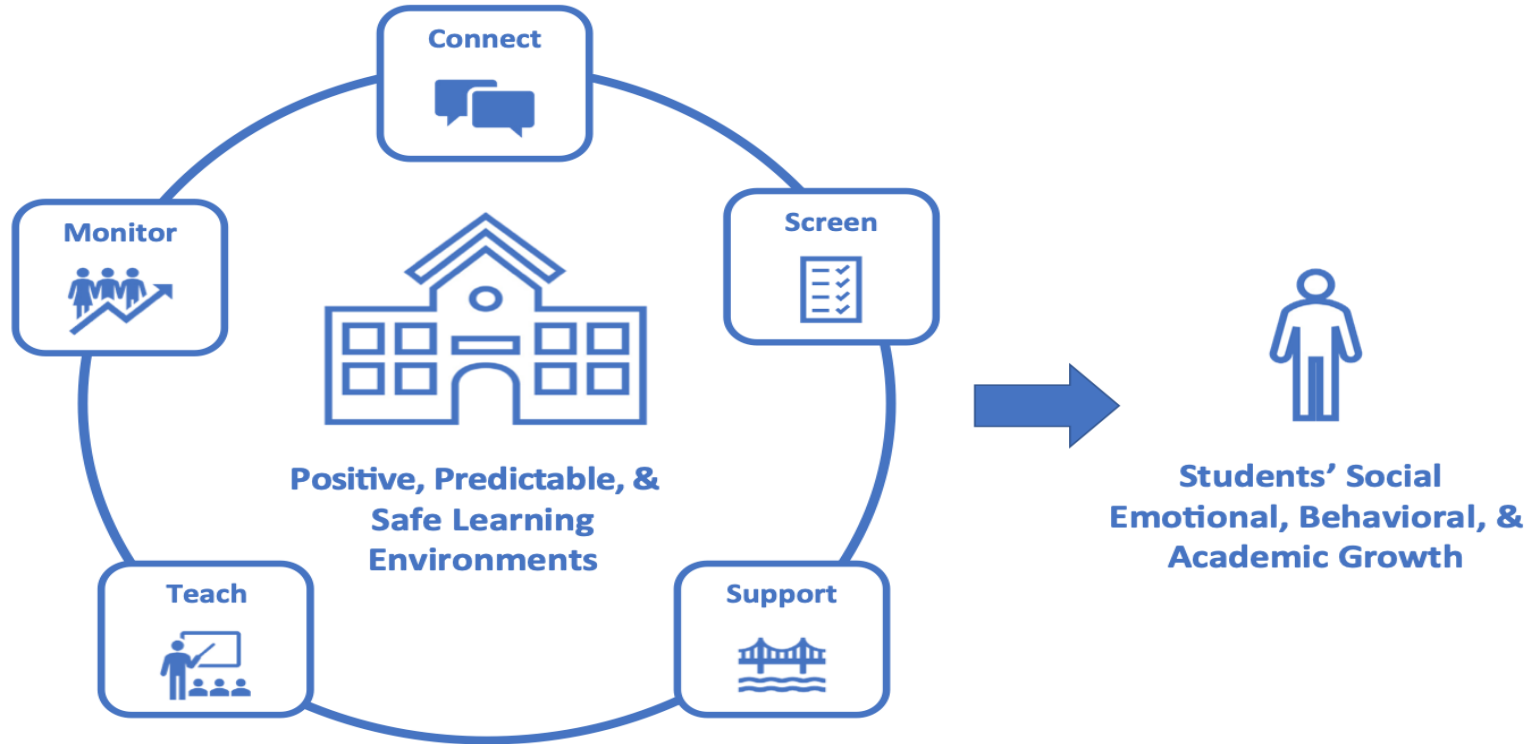 Connect
Screen
Monitor
Positive, Predictable, &
Safe Learning
Environments
Teach
Support
Students’ Social
Emotional, Behavioral, &
Academic Growth